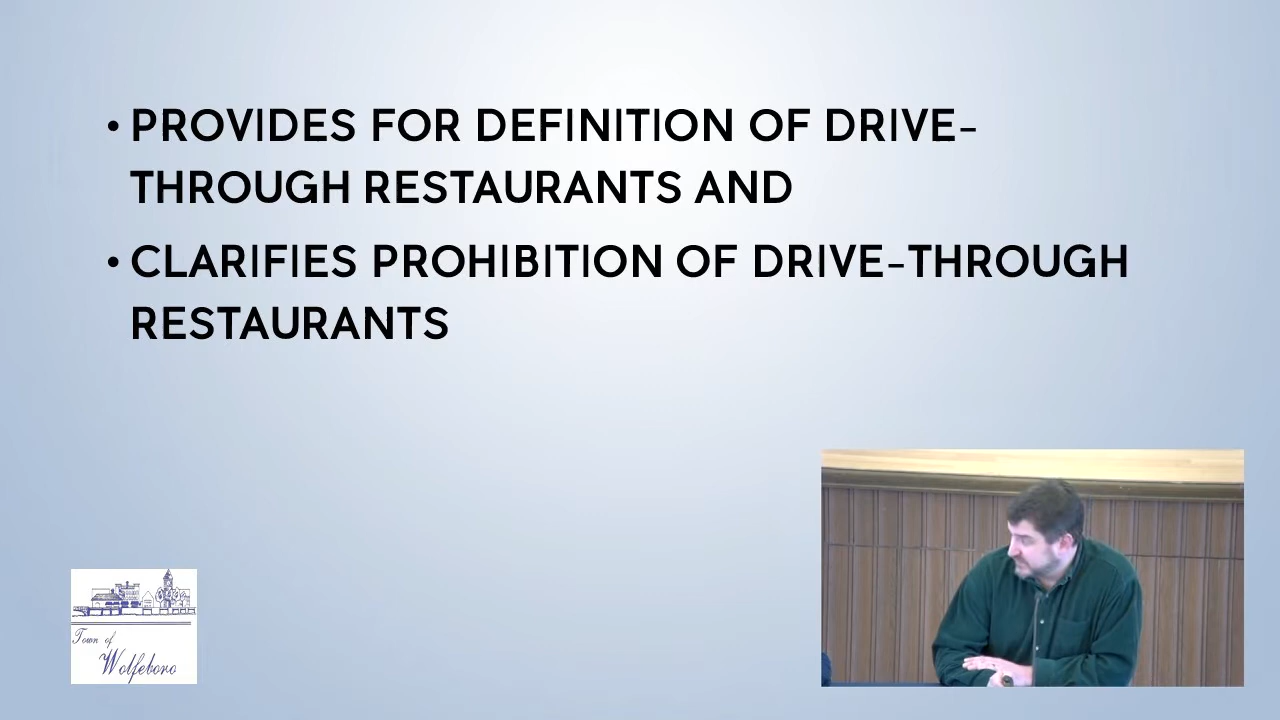 • PROVIDES FOR DEFINITION OF DRIVE-
THROUGH RESTAURANTS AND
• CLARIFIES PROHIBITION OF DRIVE-THROUGH
RESTAURANTS
Town of
Wolfeboro